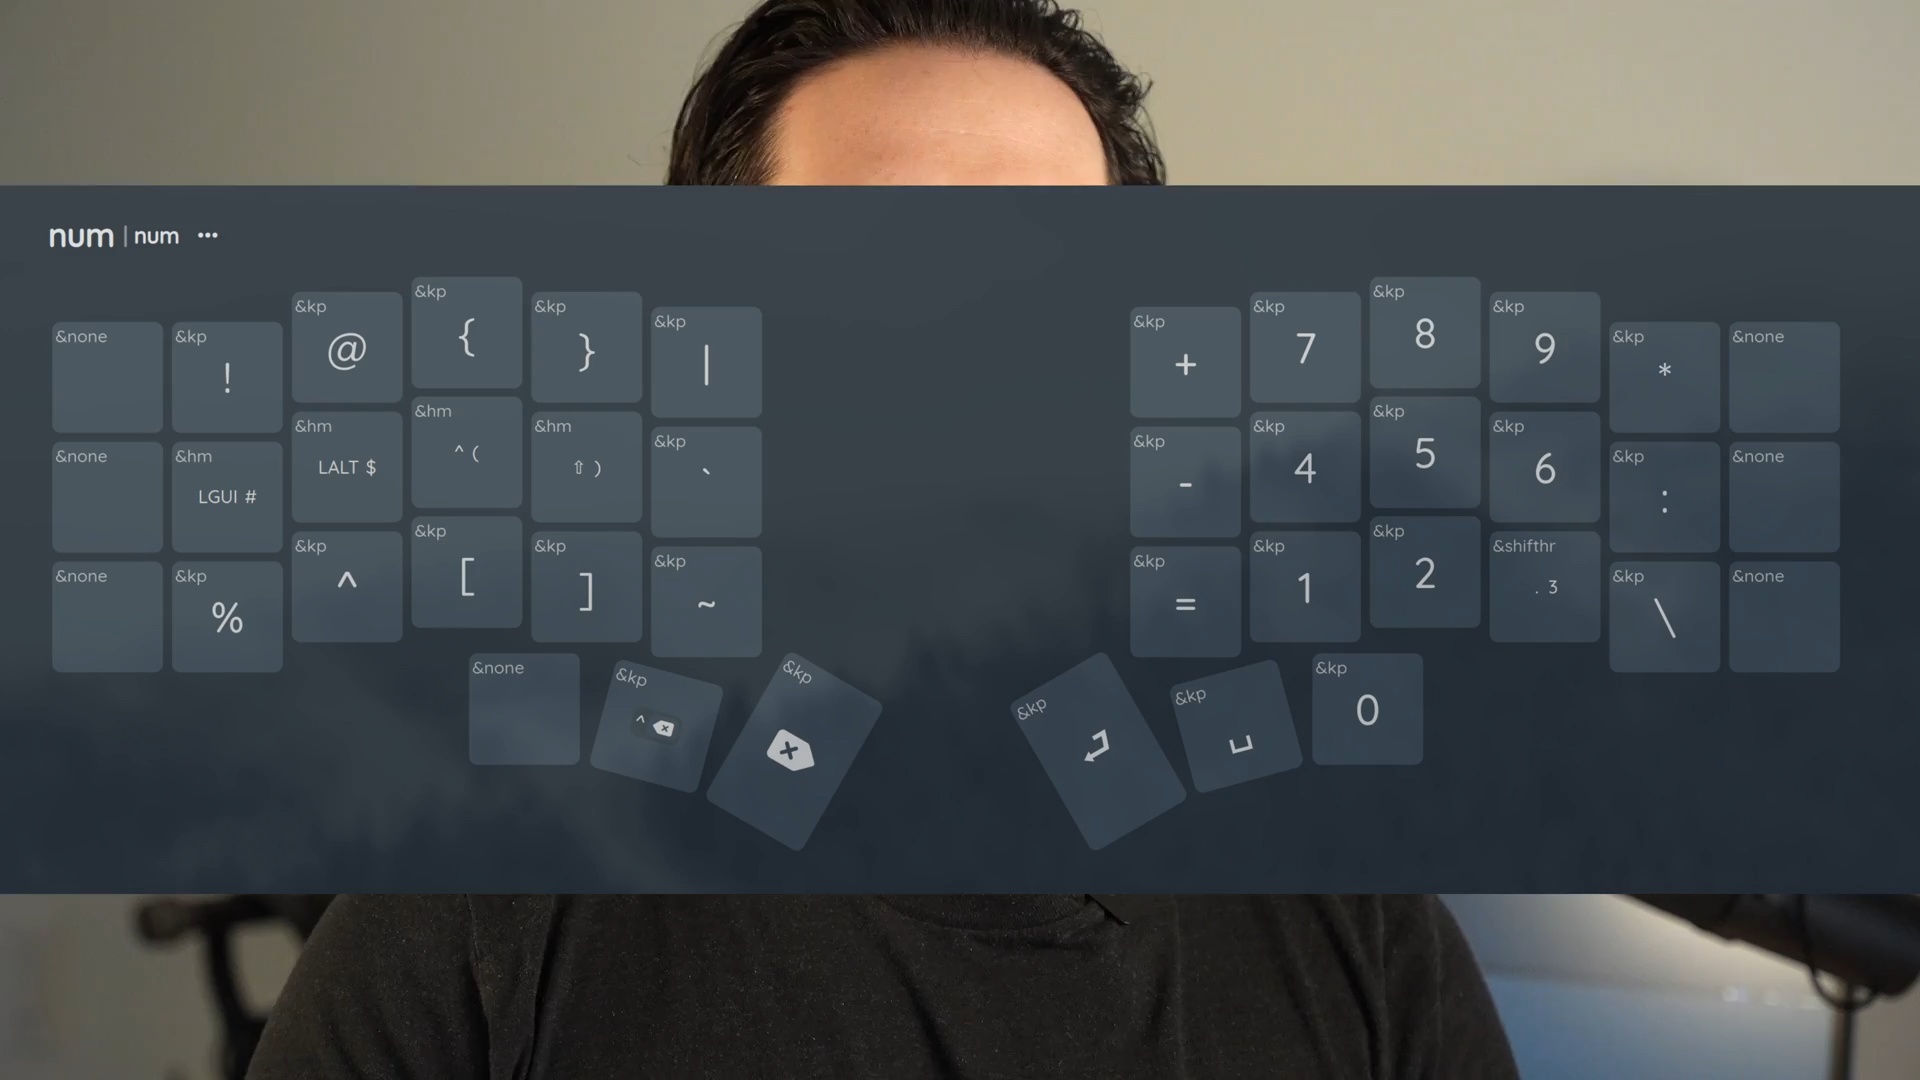 num | num •••
&none &kp ! &kp @ &kp { &kp } &kp |
&kp + &kp 7 &kp 8 &kp 9 &kp * &none
&none &hm LGUI # &hm LALT $ &hm ^ ( &hm ⇧ ) &kp `
&kp - &kp 4 &kp 5 &kp 6 &kp : &none
&none &kp % &kp ^ &kp [ &kp ] &kp ~
&kp = &kp 1 &kp 2 &shifthr . 3 &kp \ &none
&none &kp ^ ⌫ &kp ⌫
&kp ↵ &kp ␣ &kp 0